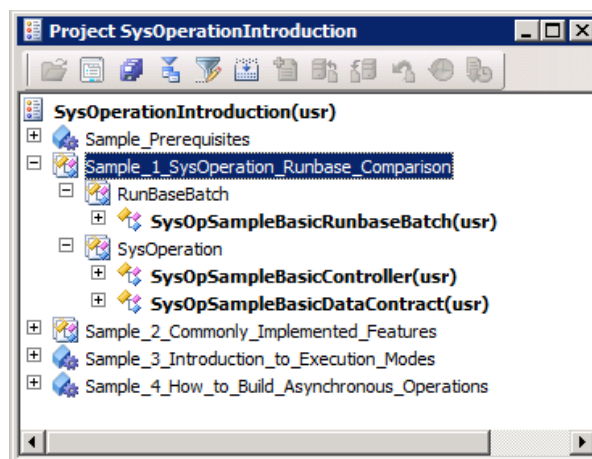 Project SysOperationIntroduction
SysOperationIntroduction(usr)
Sample_Prerequisites
Sample_1_SysOperation_Runbase_Comparison
RunBaseBatch
SysOpSampleBasicRunbaseBatch(usr)
SysOperation
SysOpSampleBasicController(usr)
SysOpSampleBasicDataContract(usr)
Sample_2_Commonly_Implemented_Features
Sample_3_Introduction_to_Execution_Modes
Sample_4_How_to_Build_Asynchronous_Operations